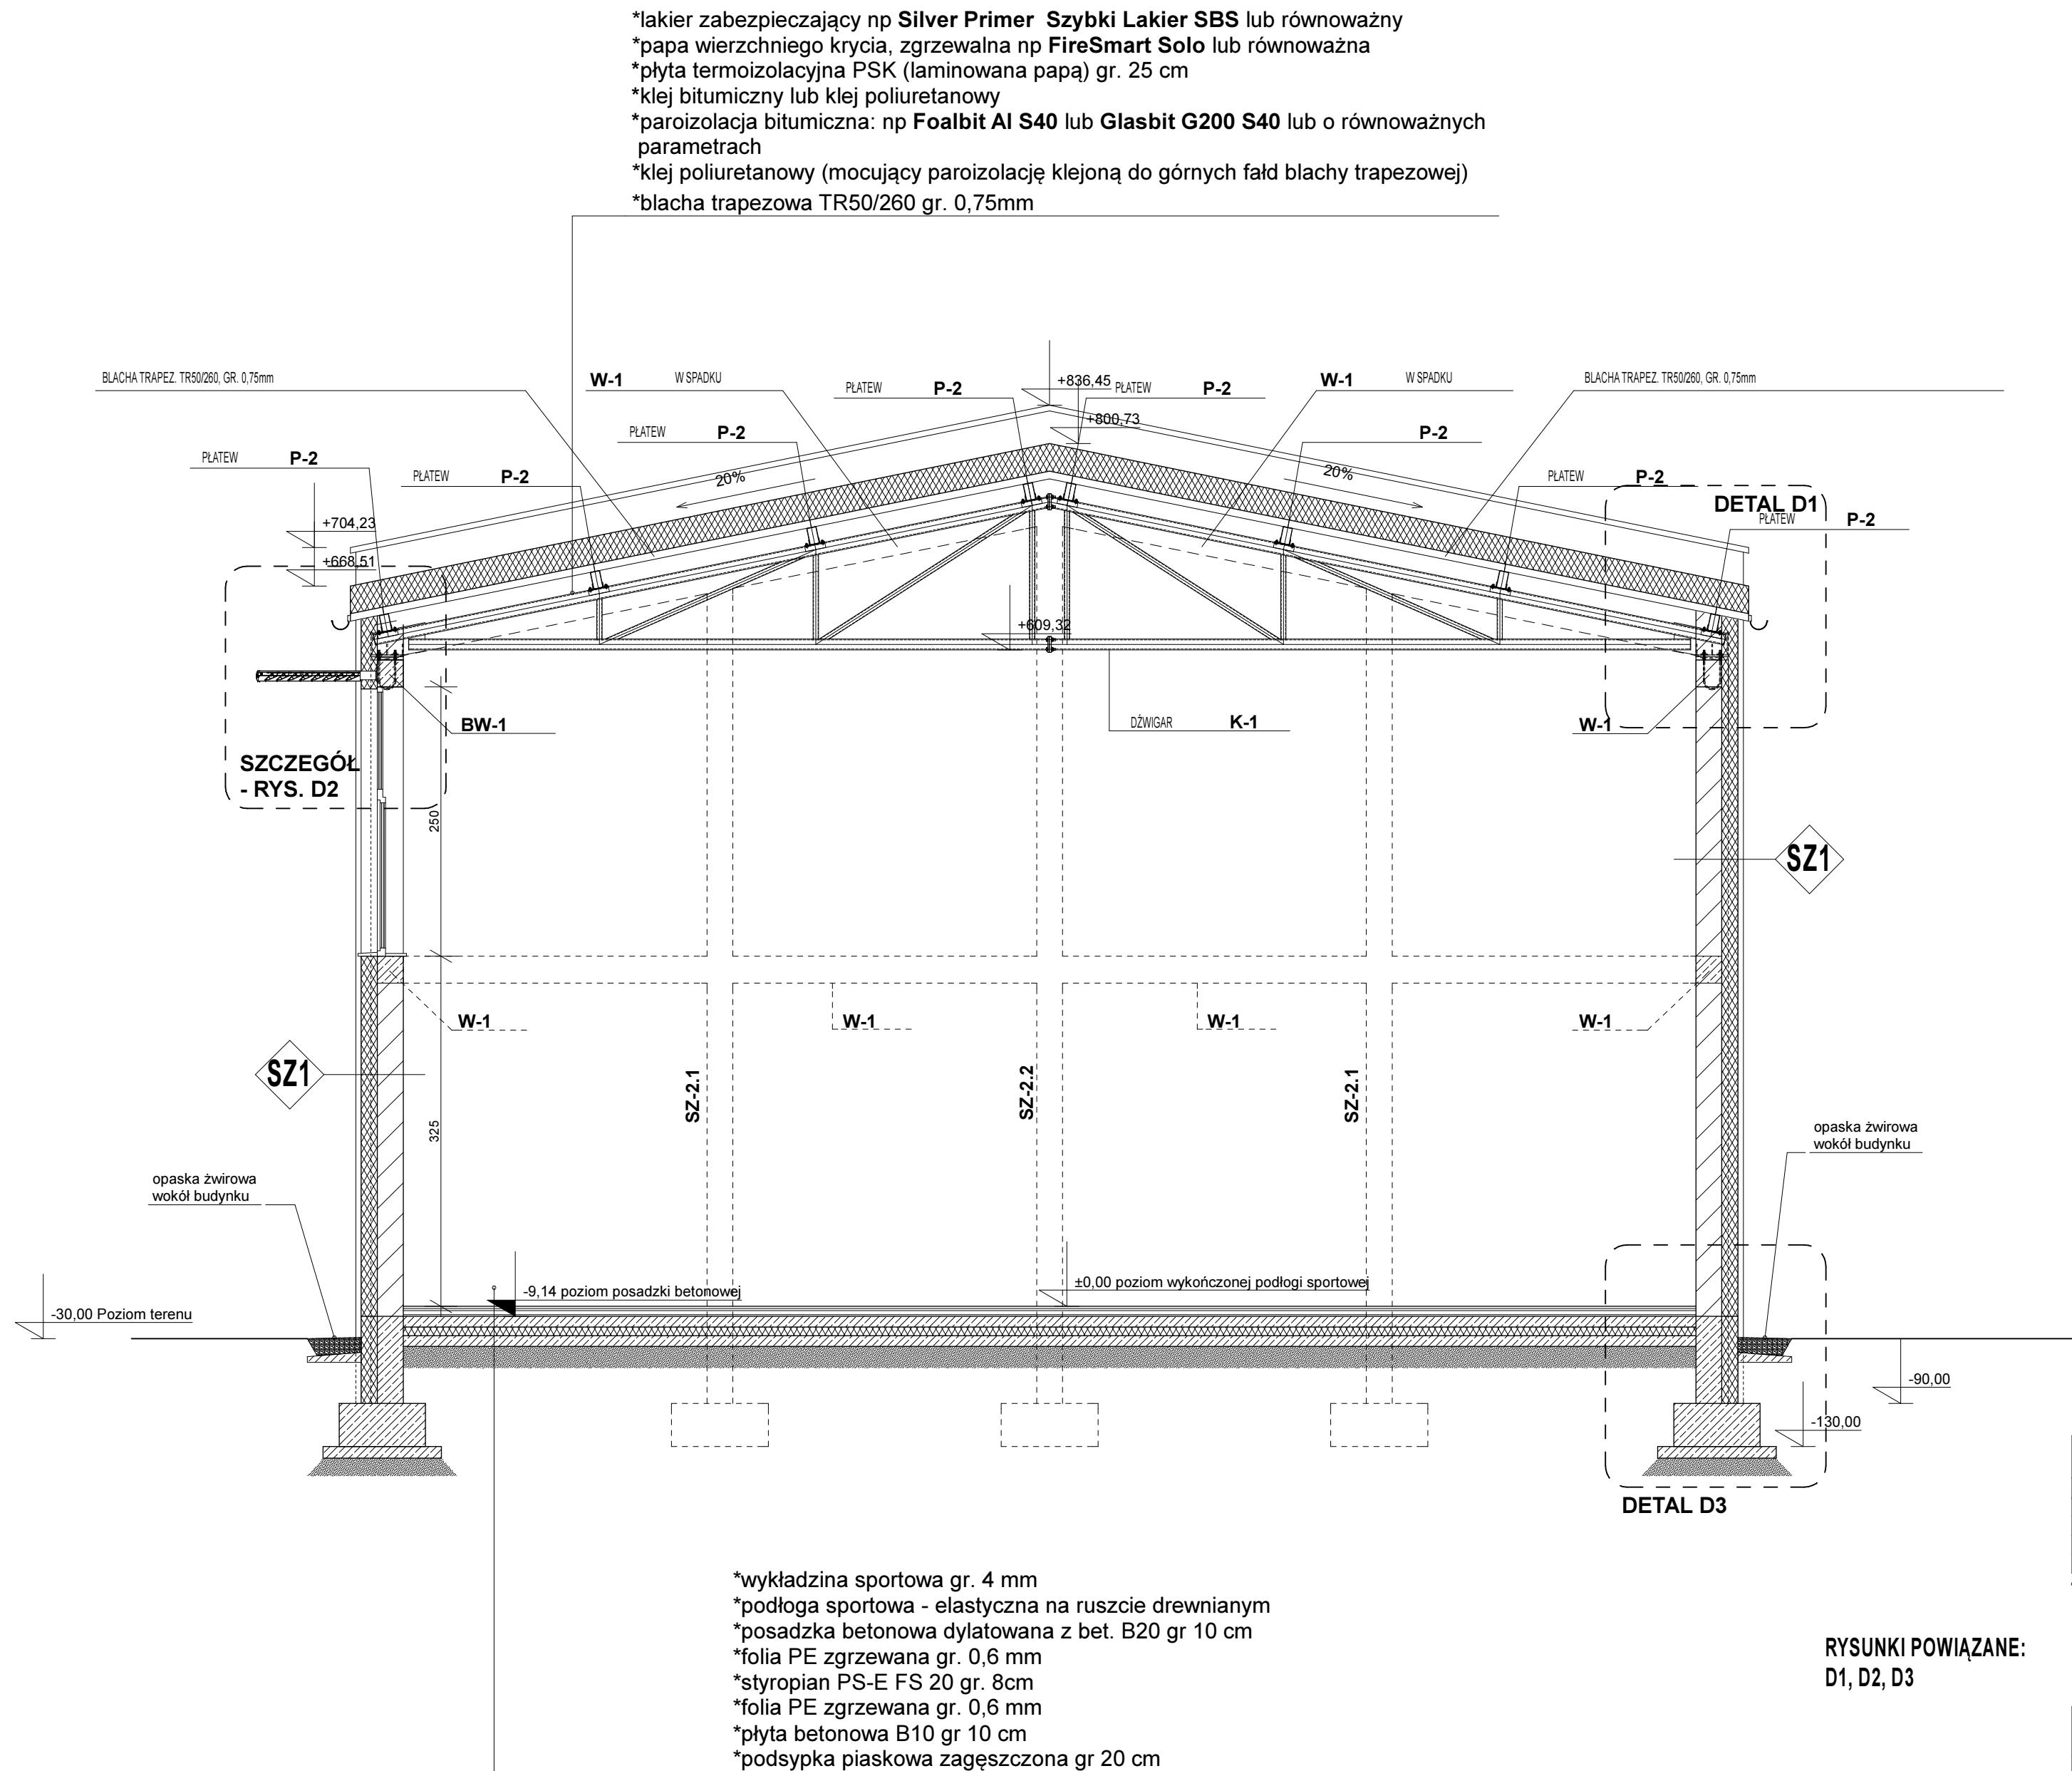 *lakier zabezpieczający np Silver Primer  Szybki Lakier SBS lub równoważny
*papa wierzchniego krycia, zgrzewalna np FireSmart Solo lub równoważna
*płyta termoizolacyjna PSK (laminowana papą) gr. 25 cm
*klej bitumiczny lub klej poliuretanowy
*paroizolacja bitumiczna: np Foalbit Al S40 lub Glasbit G200 S40 lub o równoważnych
parametrach
*klej poliuretanowy (mocujący paroizolację klejoną do górnych fałd blachy trapezowej)
*blacha trapezowa TR50/260 gr. 0,75mm
BLACHA TRAPEZ. TR50/260, GR. 0,75mm
W-1 W SPADKU
PŁATEW P-2
+836,45
PŁATEW P-2
W-1 W SPADKU
BLACHA TRAPEZ. TR50/260, GR. 0,75mm
+800,73
PŁATEW P-2
P-2
PŁATEW P-2
PŁATEW P-2
20%
20%
PŁATEW P-2
DETAL D1
PŁATEW P-2
+704,23
+668,51
+609,32
BW-1
DŹWIGAR K-1
W-1
SZCZEGÓŁ
- RYS. D2
250
SZ1
W-1
W-1
W-1
W-1
SZ1
SZ-2.1
SZ-2.2
SZ-2.1
325
opaska żwirowa
wokół budynku
opaska żwirowa
wokół budynku
-9,14 poziom posadzki betonowej
±0,00 poziom wykończonej podłogi sportowej
-30,00 Poziom terenu
-90,00
-130,00
DETAL D3
*wykładzina sportowa gr. 4 mm
*podłoga sportowa - elastyczna na ruszcie drewnianym
*posadzka betonowa dylatowana z bet. B20 gr 10 cm
*folia PE zgrzewana gr. 0,6 mm
*styropian PS-E FS 20 gr. 8cm
*folia PE zgrzewana gr. 0,6 mm
*płyta betonowa B10 gr 10 cm
*podsypka piaskowa zagęszczona gr 20 cm
RYSUNKI POWIĄZANE:
D1, D2, D3